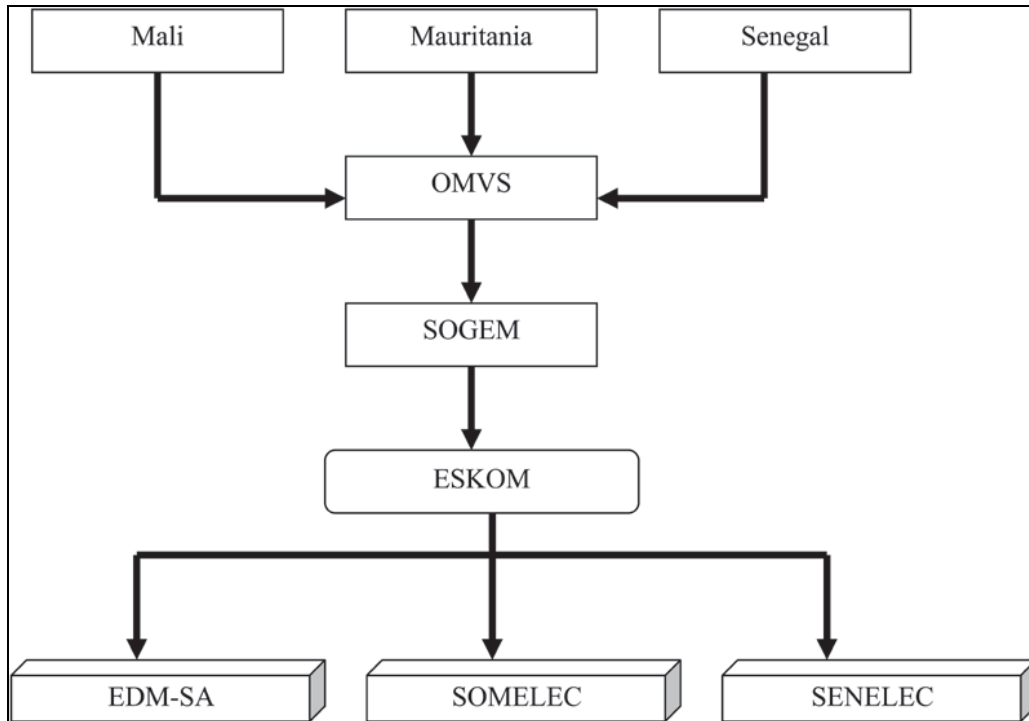 Mali
Mauritania
Senegal
OMVS
SOGEM
ESKOM
EDM-SA
SOMELEC
SENELEC